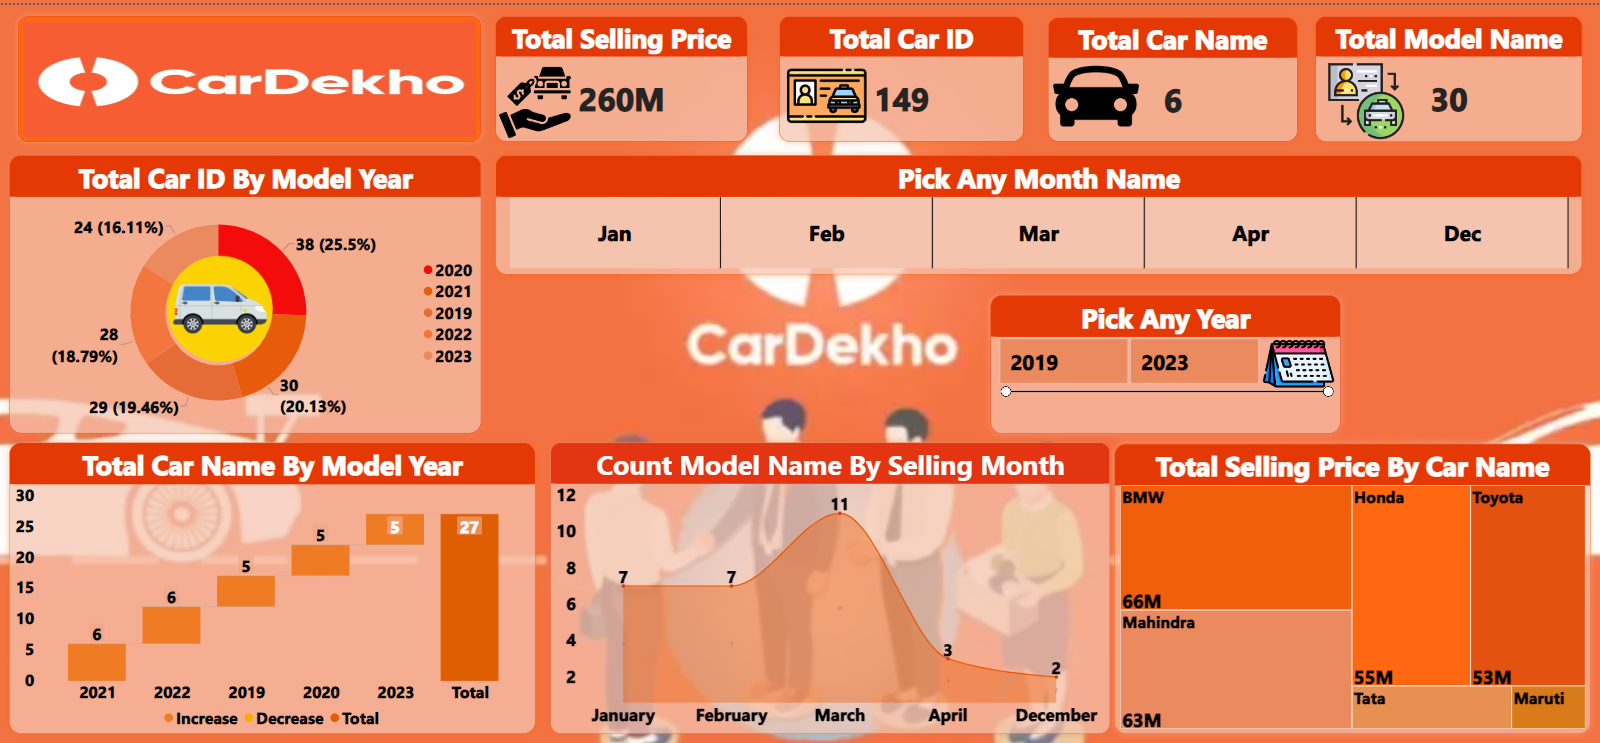 CarDekho
Total Selling Price
260M
Total Car ID
149
Total Car Name
6
Total Model Name
30
Total Car ID By Model Year
24 (16.11%)
38 (25.5%)
28
(18.79%)
29 (19.46%)
30
(20.13%)
2020
2021
2019
2022
2023
Pick Any Month Name
Jan
Feb
Mar
Apr
Dec
CarDekho
Pick Any Year
2019
2023
Total Car Name By Model Year
30
25
20
15
10
5
0
6
6
5
5
5
27
2021
2022
2019
2020
2023
Total
Increase
Decrease
Total
Count Model Name By Selling Month
12
10
8
6
4
2
7
7
11
3
2
January
February
March
April
December
Total Selling Price By Car Name
BMW
66M
Mahindra
63M
Honda
55M
Toyota
53M
Tata
Maruti